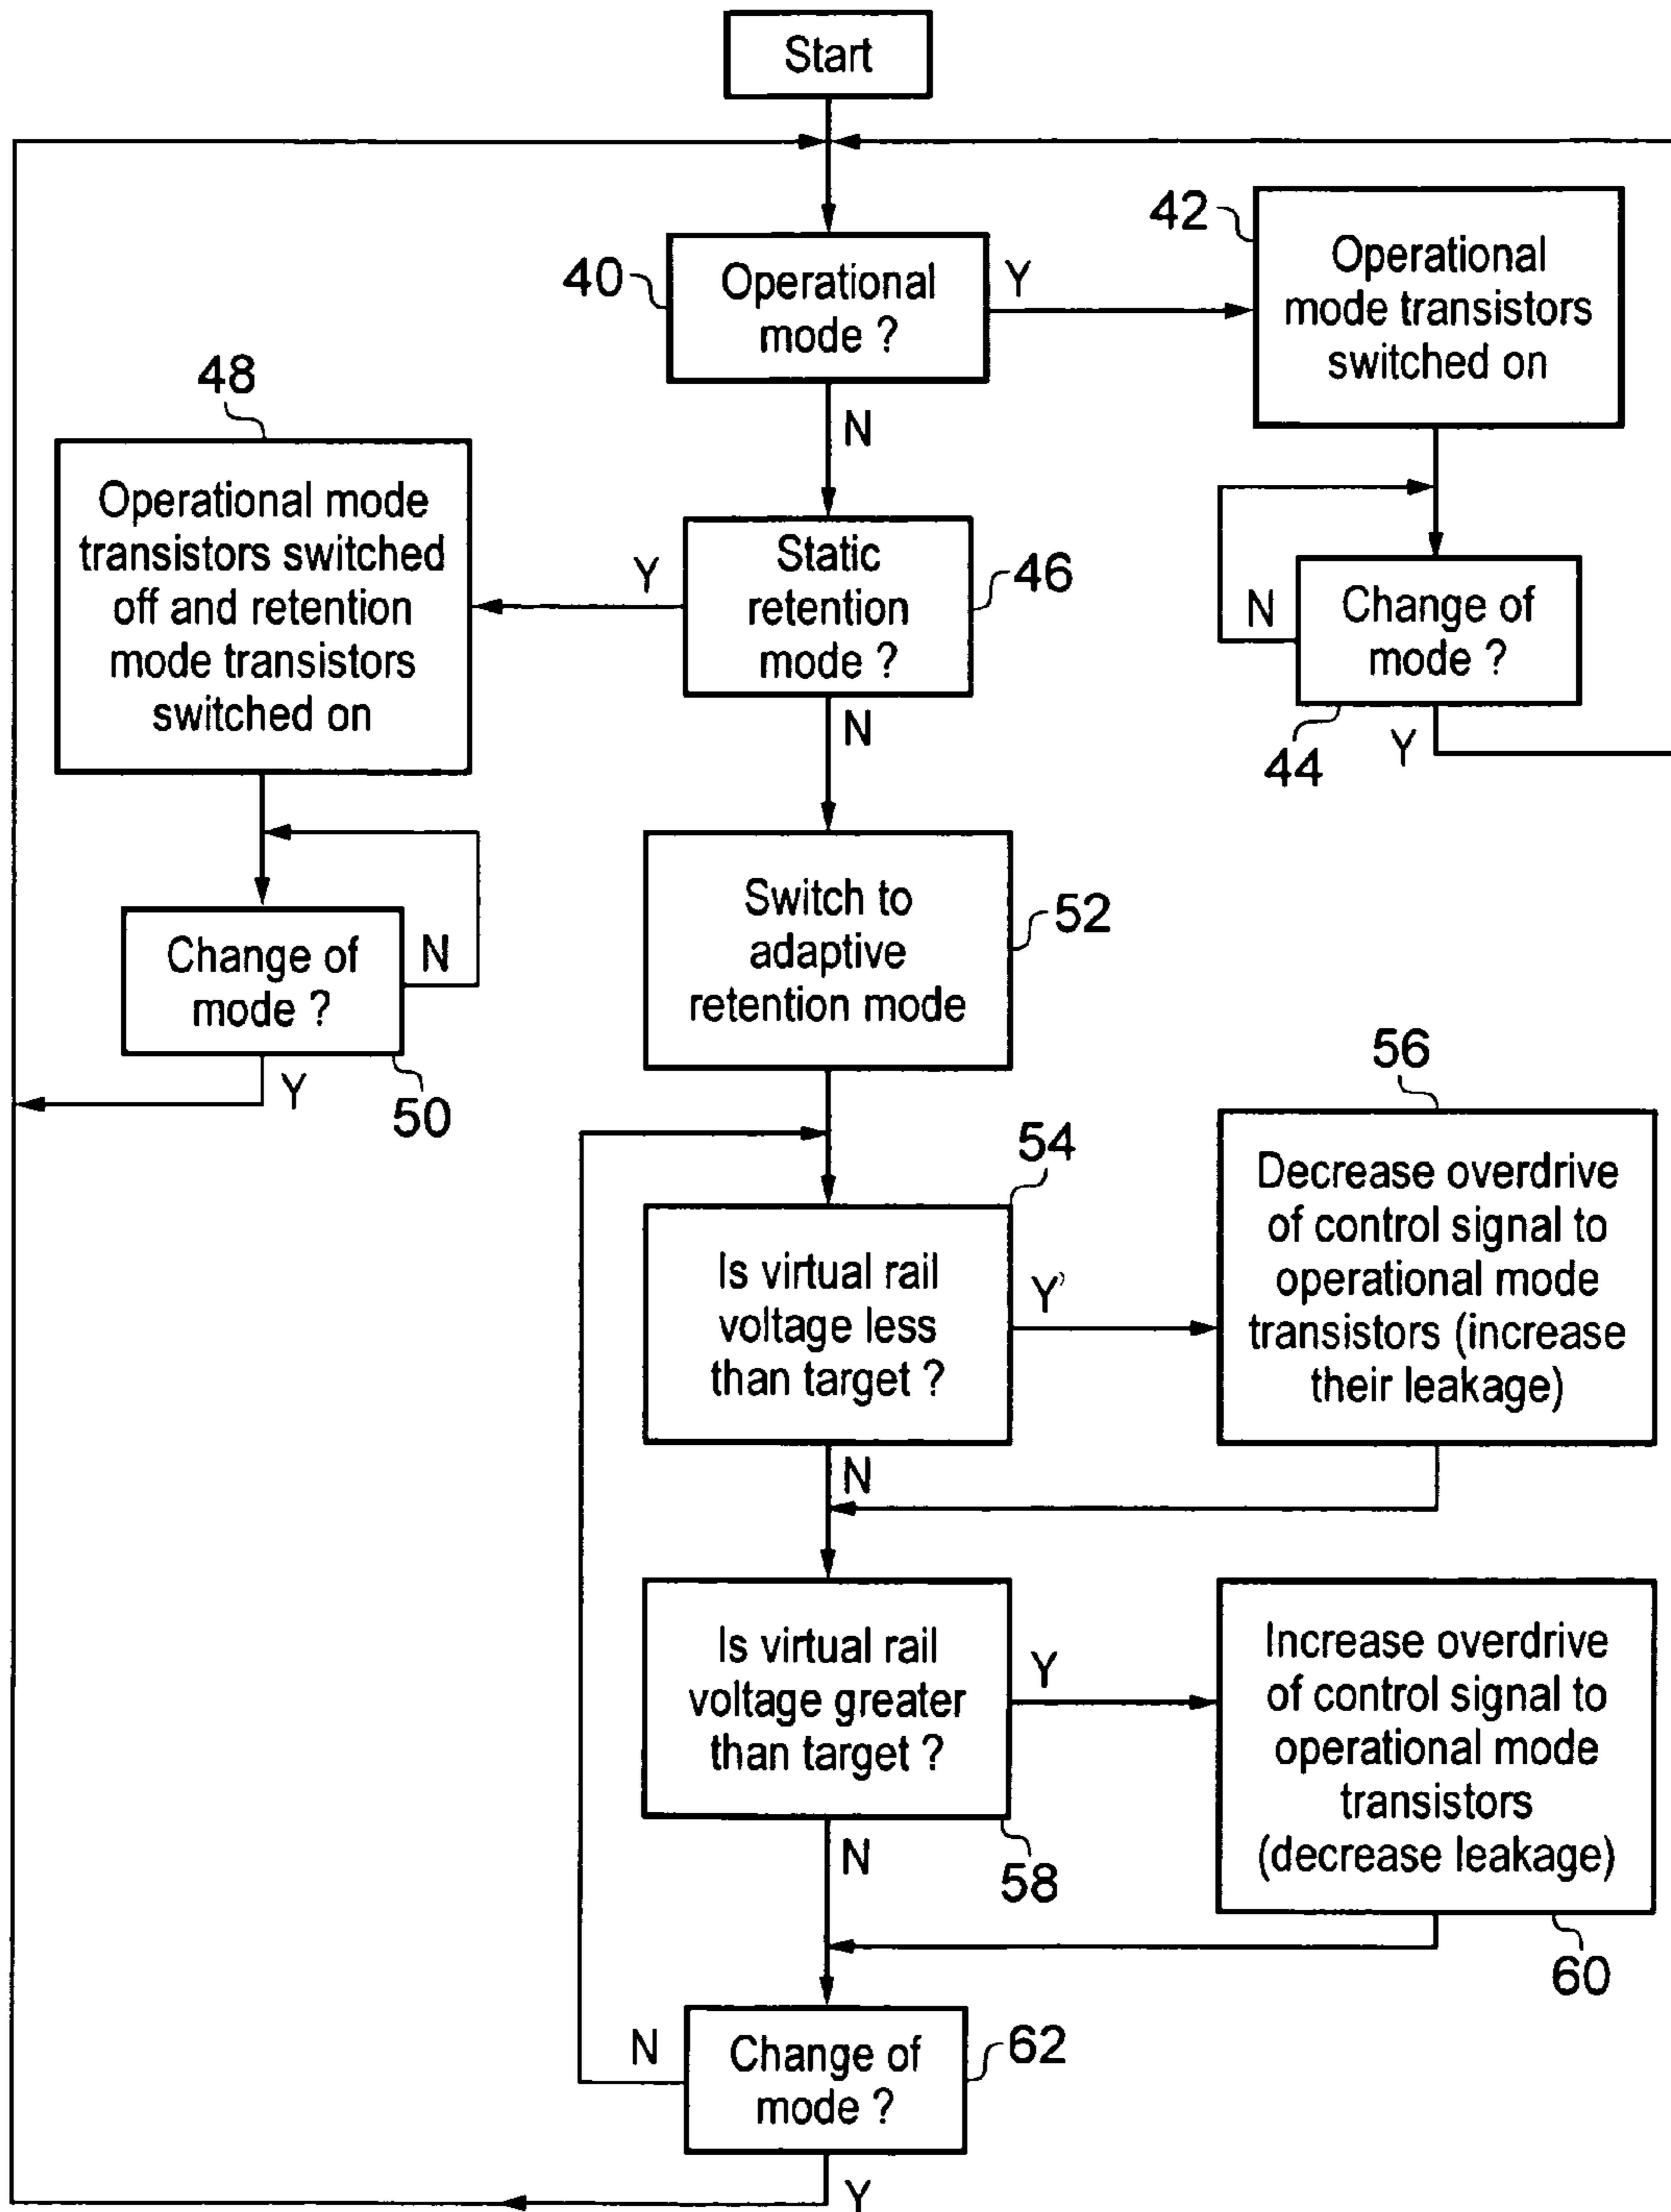 Start
40
Operational
mode ?
Y
N
42
Operational
mode transistors
switched on
Change of
mode ?
N
44
Y
48
Operational mode
transistors switched
off and retention
mode transistors
switched on
Y
Static
retention
mode ?
46
N
Change of
mode ?
N
Y
50
Switch to
adaptive
retention mode
52
54
Is virtual rail
voltage less
than target ?
Y
N
56
Decrease overdrive
of control signal to
operational mode
transistors (increase
their leakage)
Is virtual rail
voltage greater
than target ?
Y
N
58
Increase overdrive
of control signal to
operational mode
transistors
(decrease leakage)
60
N
Change of
mode ?
62
Y